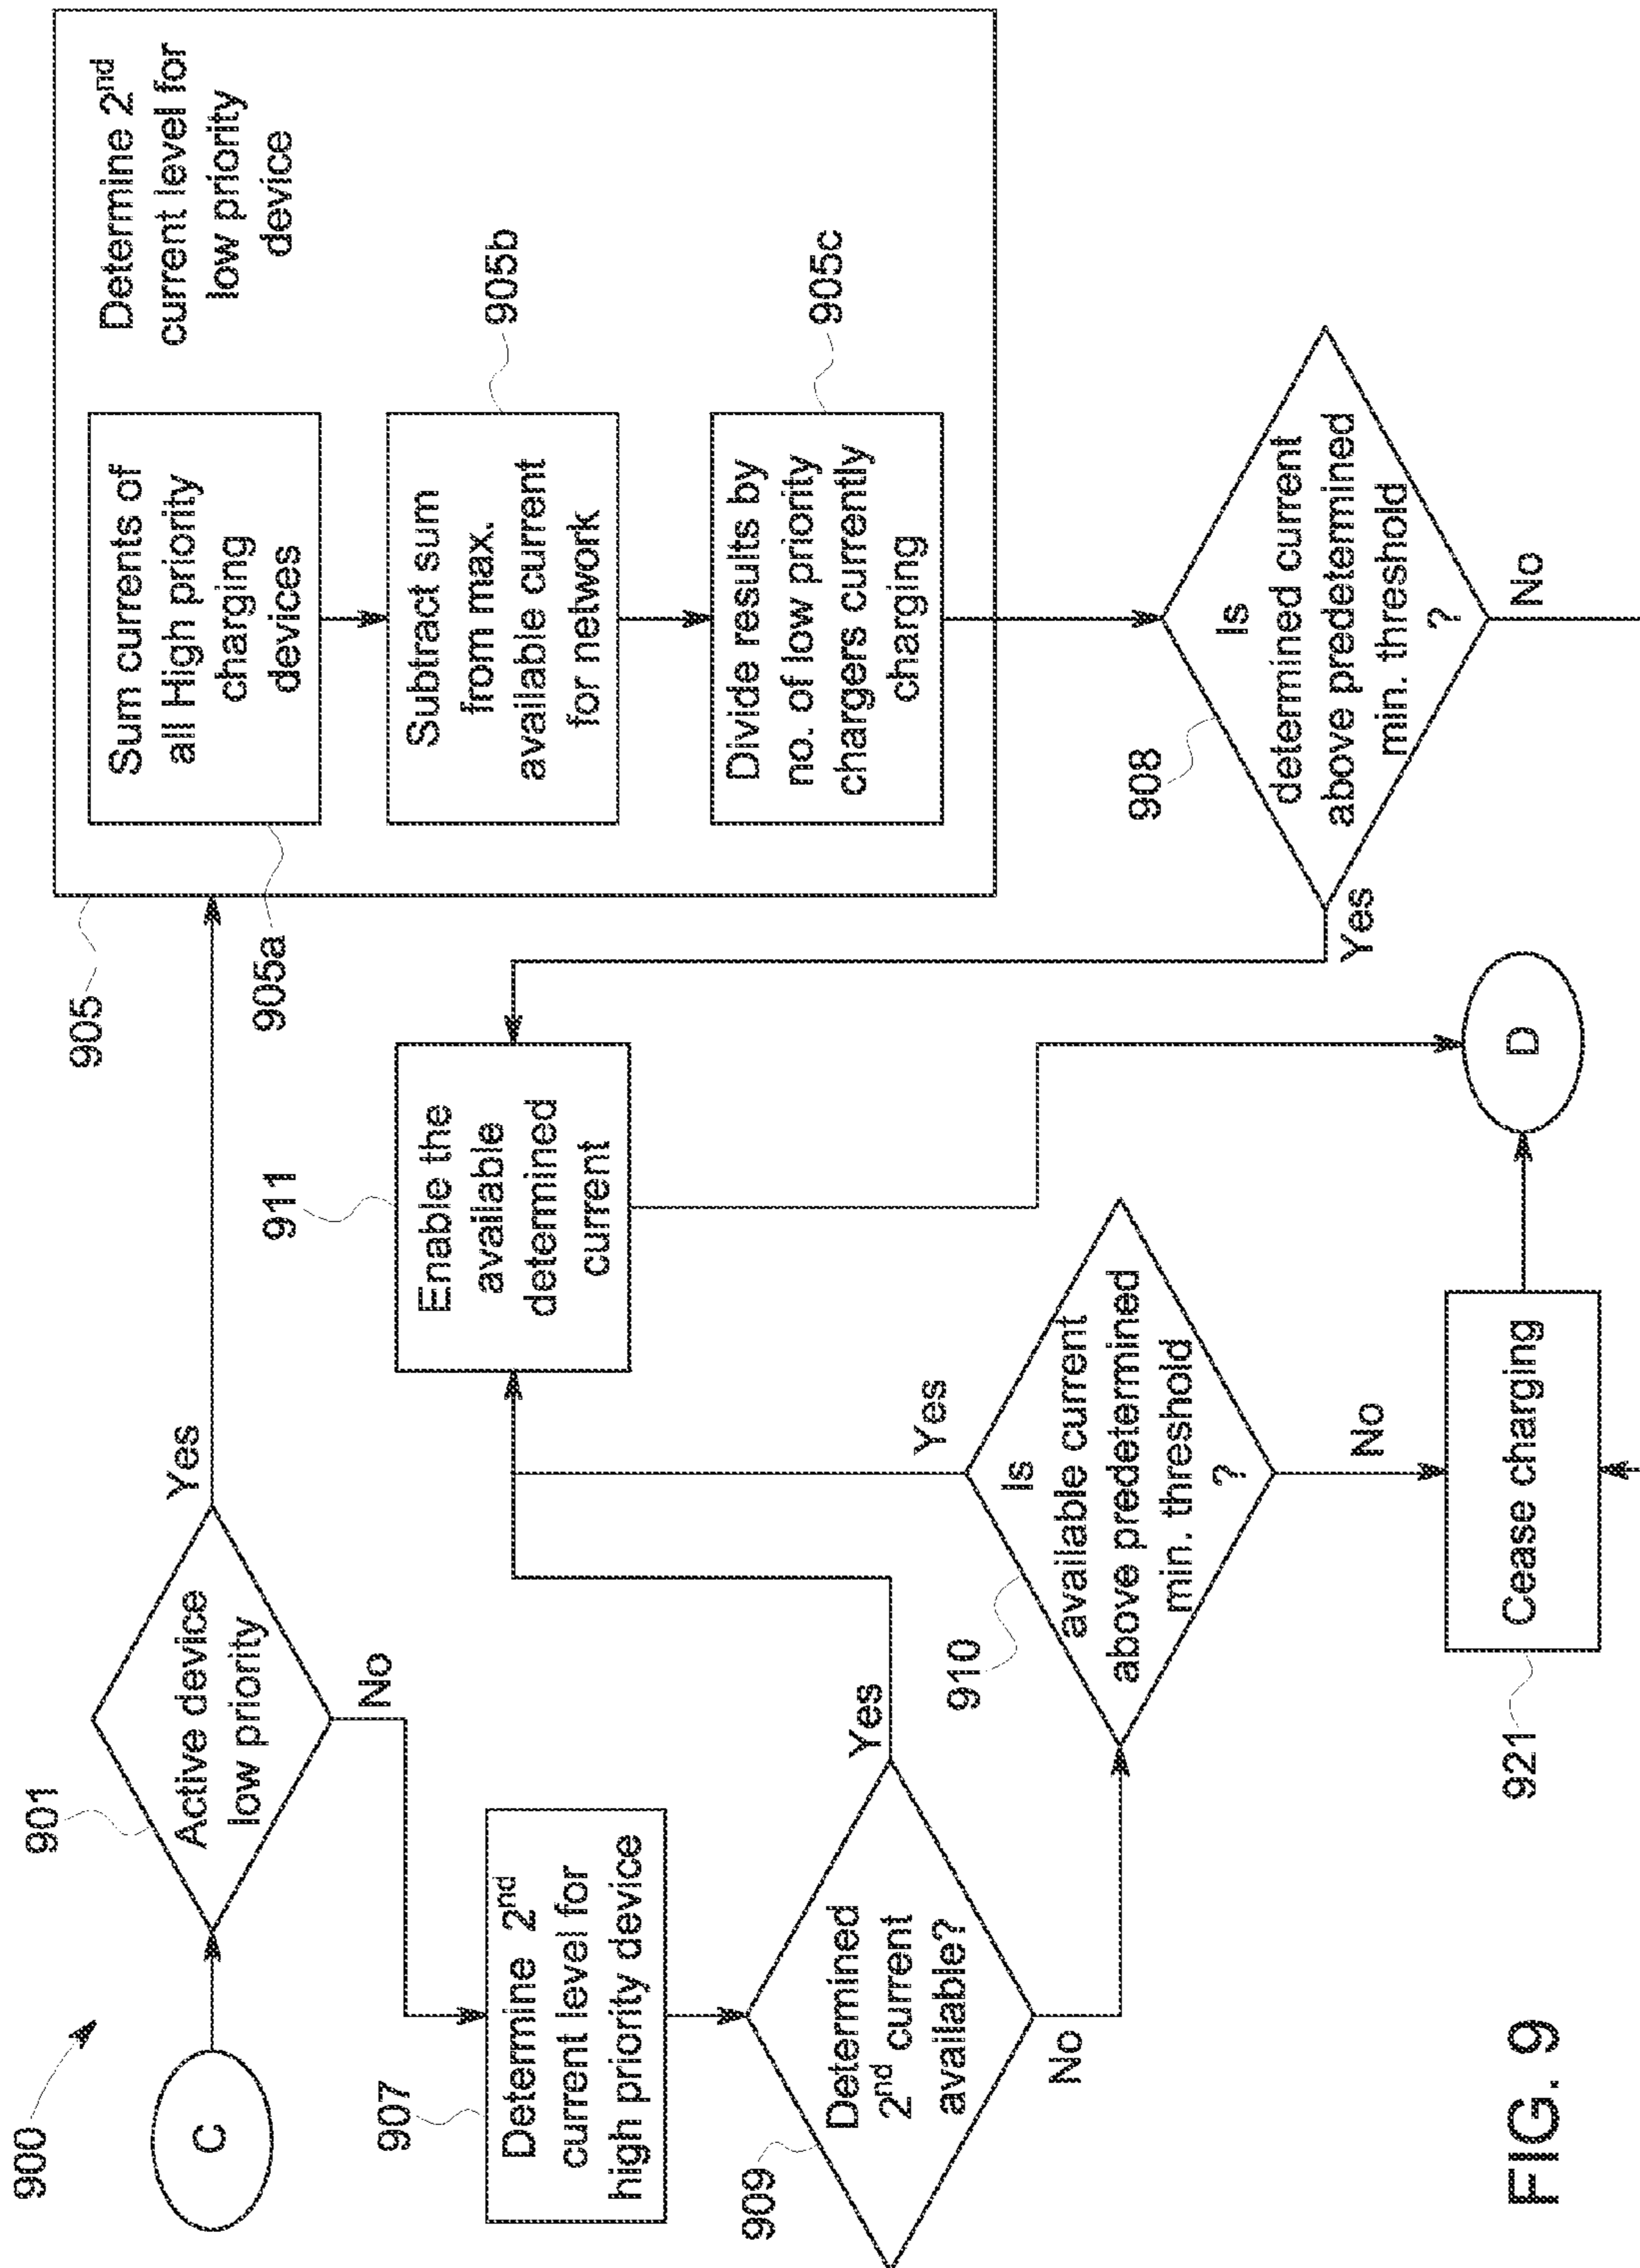 900
C
901
Active device
low priority
Yes
No
905
Determine 2nd
current level for
low priority
device
905a
Sum currents of
all High priority
charging
devices
905b
Subtract sum
from max.
available current
for network
905c
Divide results by
no. of low priority
chargers currently
charging
907
Determine 2nd
current level for
high priority device
911
Enable the
available
determined
current
909
Determined
2nd current
available?
Yes
No
910
Is
available current
above predetermined
min. threshold
?
Yes
No
908
Is
determined current
above predetermined
min. threshold
?
Yes
No
921
Cease charging
D
FIG. 9